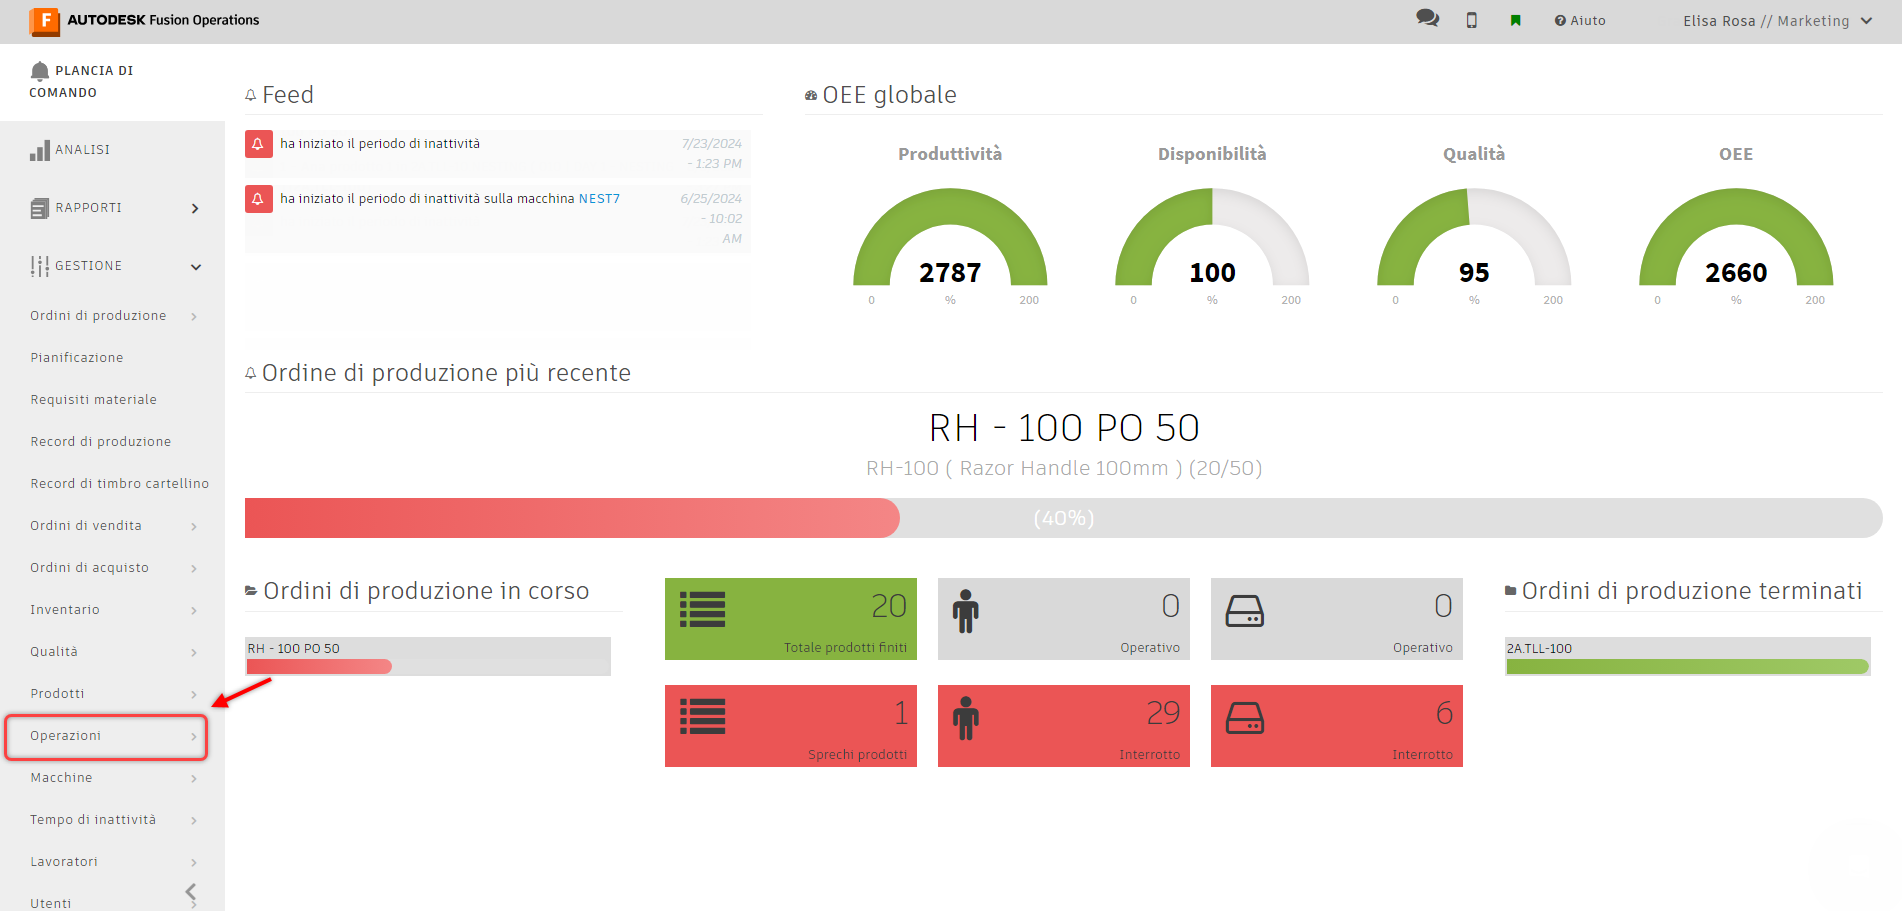 AUTODESK Fusion Operations
Aiuto
Elisa Rosa // Marketing
PLANCIA DI
COMANDO
ANALISI
RAPPORTI
GESTIONE
Ordini di produzione
Pianificazione
Requisiti materiale
Record di produzione
Record di timbro cartellino
Ordini di vendita
Ordini di acquisto
Inventario
Qualità
Prodotti
Operazioni
Macchine
Tempo di inattività
Lavoratori
Utenti
Feed
ha iniziato il periodo di inattività
7/23/2024
- 1:23 PM
ha iniziato il periodo di inattività sulla macchina NEST7
6/25/2024
- 10:02
AM
OEE globale
Produttività
2787
0 % 200
Disponibilità
100
0 % 200
Qualità
95
0 % 200
OEE
2660
0 % 200
Ordine di produzione più recente
RH - 100 PO 50
RH-100 ( Razor Handle 100mm ) (20/50)
(40%)
Ordini di produzione in corso
RH - 100 PO 50
20
Totale prodotti finiti
0
Operativo
0
Operativo
1
Sprechi prodotti
29
Interrotto
6
Interrotto
Ordini di produzione terminati
2A.TLL-100